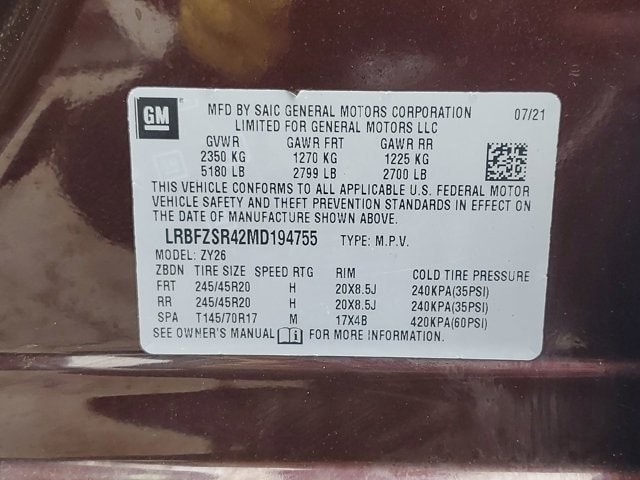 GM
MFD BY SAIC GENERAL MOTORS CORPORATION 07/21
LIMITED FOR GENERAL MOTORS LLC
GVWR GAWR FRT GAWR RR
2350 KG 1270 KG 1225 KG
5180 LB 2799 LB 2700 LB
THIS VEHICLE CONFORMS TO ALL APPLICABLE U.S. FEDERAL MOTOR
VEHICLE SAFETY AND THEFT PREVENTION STANDARDS IN EFFECT ON
THE DATE OF MANUFACTURE SHOWN ABOVE.
LRBFZSR42MD194755 TYPE: M.P.V.
MODEL: ZY26
ZBDN TIRE SIZE SPEED RTG RIM COLD TIRE PRESSURE
FRT 245/45R20 H 20X8.5J 240KPA(35PSI)
RR 245/45R20 H 20X8.5J 240KPA(35PSI)
SPA T145/70R17 M 17X4B 420KPA(60PSI)
SEE OWNER'S MANUAL FOR MORE INFORMATION.